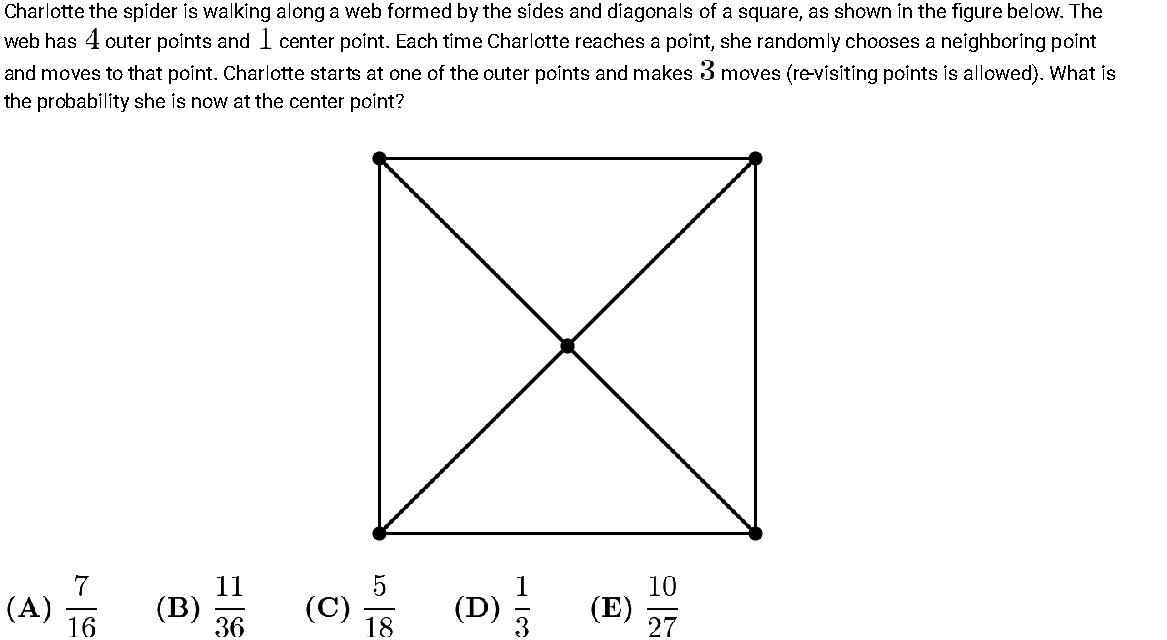 Charlotte the spider is walking along a web formed by the sides and diagonals of a square, as shown in the figure below. The
web has 4 outer points and 1 center point. Each time Charlotte reaches a point, she randomly chooses a neighboring point
and moves to that point. Charlotte starts at one of the outer points and makes 3 moves (re-visiting points is allowed). What is
the probability she is now at the center point?
(A) 7/16 (B) 11/36 (C) 5/18 (D) 1/3 (E) 10/27